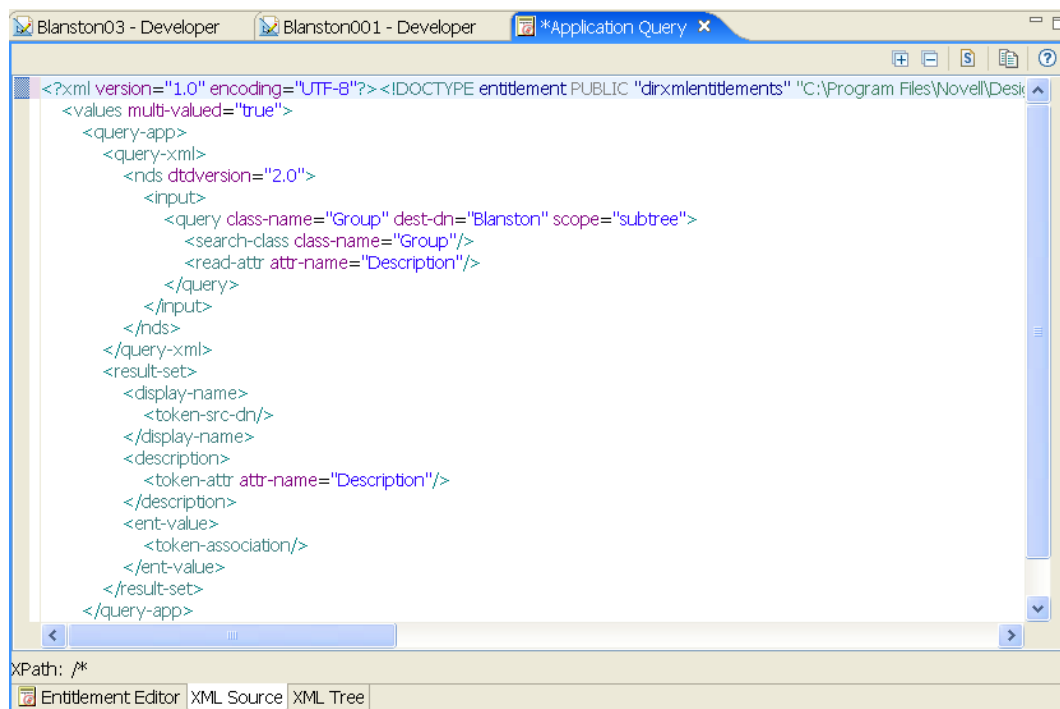 Blanston03 - Developer Blanston001 - Developer *Application Query
<?xml version="1.0" encoding="UTF-8"?><!DOCTYPE entitlement PUBLIC "dirxmlentitlements" "C:\Program Files\Novell\Desi
<values multi-valued="true">
<query-app>
<query-xml>
<nds dtdversion="2.0">
<input>
<query class-name="Group" dest-dn="Blanston" scope="subtree">
<search-class class-name="Group"/>
<read-attr attr-name="Description"/>
</query>
</input>
</nds>
</query-xml>
<result-set>
<display-name>
<token-src-dn/>
</display-name>
<description>
<token-attr attr-name="Description"/>
</description>
<ent-value>
<token-association/>
</ent-value>
</result-set>
</query-app>
XPath: /*
Entitlement Editor XML Source XML Tree